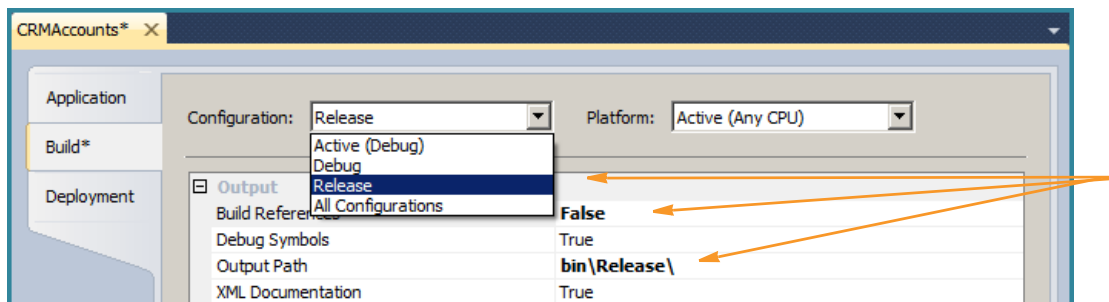 CRMAccounts* X
Application
Build*
Deployment
Configuration: Release Platform: Active (Any CPU)
Active (Debug)
Debug
Release
All Configurations
Output
Build References False
Debug Symbols True
Output Path bin\Release\
XML Documentation True